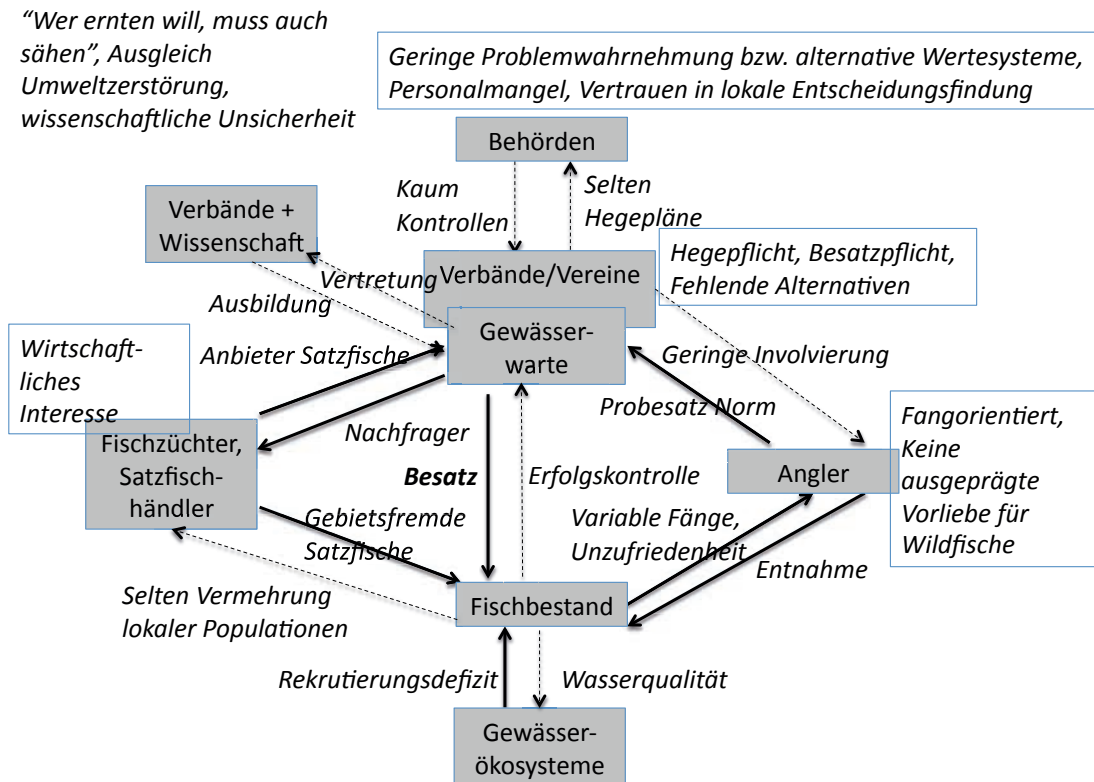 “Wer ernten will, muss auch
sähen”, Ausgleich
Umweltzerstörung,
wissenschaftliche Unsicherheit
Geringe Problemwahrnehmung bzw. alternative Wertesysteme,
Personalmangel, Vertrauen in lokale Entscheidungsfindung
Behörden
Kaum
Kontrollen
Selten
Hegepläne
Verbände +
Wissenschaft
Verbände/Vereine
Hegepflicht, Besatzpflicht,
Fehlende Alternativen
Vertretung
Ausbildung
Gewässer-
warte
Wirtschaft-
liches
Interesse
Anbieter Satzfische
Geringe Involvierung
Probesatz Norm
Nachfrager
Fischzüchter,
Satzfisch-
händler
Besatz
Erfolgskontrolle
Angler
Fangorientiert,
Keine
ausgeprägte
Vorliebe für
Wildfische
Gebietsfremde
Satzfische
Variable Fänge,
Unzufriedenheit
Entnahme
Selten Vermehrung
lokaler Populationen
Fischbestand
Rekrutierungsdefizit
Wasserqualität
Gewässer-
ökosysteme